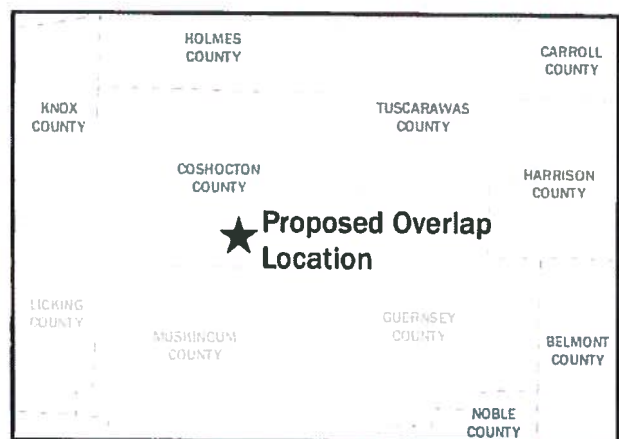 HOLMES
COUNTY
CARROLL
COUNTY
KNOX
COUNTY
TUSCARAWAS
COUNTY
COSHOCTON
COUNTY
HARRISON
COUNTY
Proposed Overlap
Location
LICKING
COUNTY
MUSKINGUM
COUNTY
GUERNSEY
COUNTY
BELMONT
COUNTY
NOBLE
COUNTY